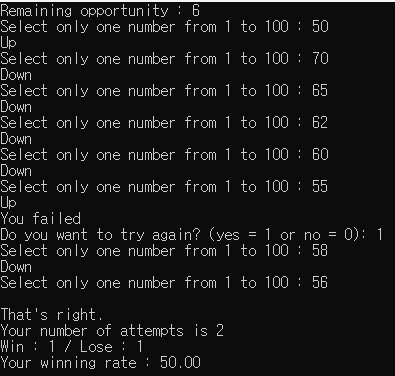 Remaining opportunity : 6
Select only one number from 1 to 100 : 50
Up
Select only one number from 1 to 100 : 70
Down
Select only one number from 1 to 100 : 65
Down
Select only one number from 1 to 100 : 62
Down
Select only one number from 1 to 100 : 60
Down
Select only one number from 1 to 100 : 55
Up
You failed
Do you want to try again? (yes = 1 or no = 0): 1
Select only one number from 1 to 100 : 58
Down
Select only one number from 1 to 100 : 56
That's right.
Your number of attempts is 2
Win : 1 / Lose : 1
Your winning rate : 50.00